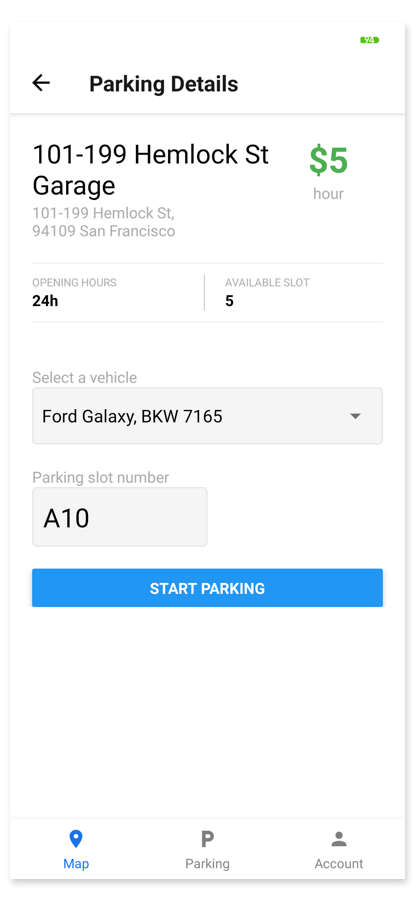 94
Parking Details
101-199 Hemlock St
Garage
$5
hour
101-199 Hemlock St,
94109 San Francisco
OPENING HOURS
24h
AVAILABLE SLOT
5
Select a vehicle
Ford Galaxy, BKW 7165
Parking slot number
A10
START PARKING
Map
P
Parking
Account